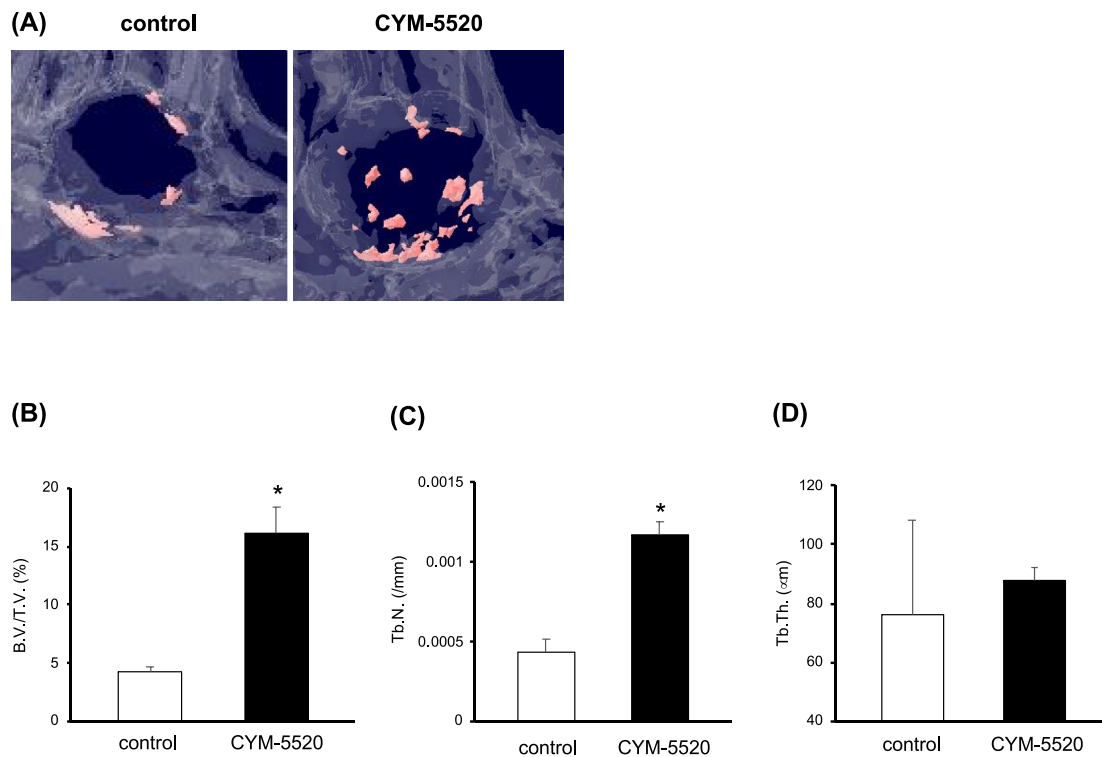 (A) control CYM-5520
(B) (C) (D)
B.V./T.V. (%)
20
15
10
5
0
control CYM-5520
*
Tb.N. (/mm)
0.0015
0.001
0.0005
0
control CYM-5520
*
Tb.Th. (∝m)
120
100
80
60
40
control CYM-5520